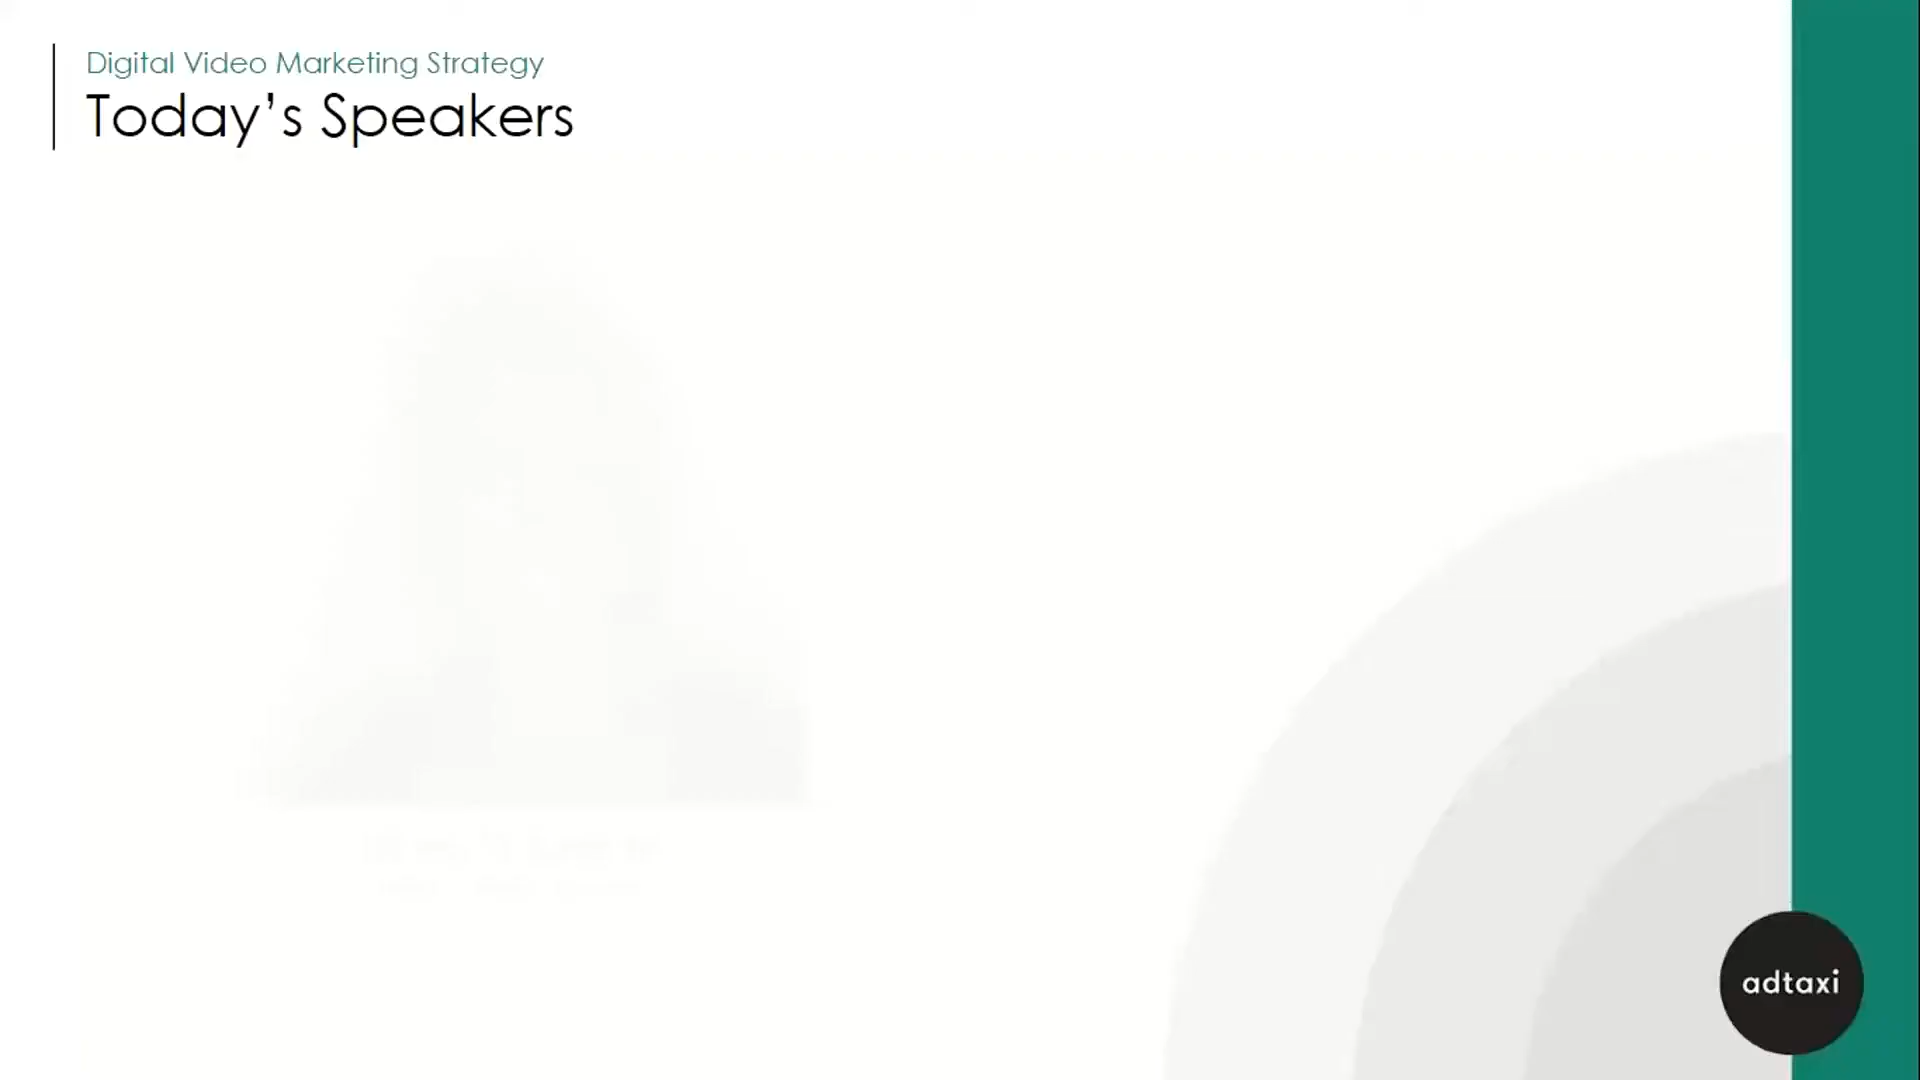 Digital Video Marketing Strategy
Today's Speakers
adtaxi